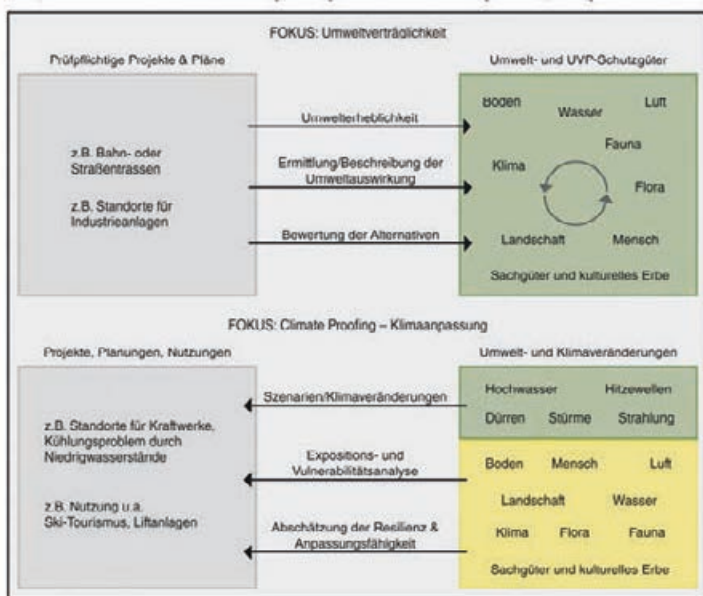 FOKUS: Umweltverträglichkeit
Prüfpflichtige Projekte & Pläne
z.B. Bahn- oder
Straßentrassen
z.B. Standorte für
Industrieanlagen
Umwelterheblichkeit
Ermittlung/Beschreibung der
Umweltauswirkung
Bewertung der Alternativen
Umwelt- und UVP-Schutzgüter
Boden
Wasser
Luft
Fauna
Klima
Flora
Landschaft
Mensch
Sachgüter und kulturelles Erbe
FOKUS: Climate Proofing – Klimaanpassung
Projekte, Planungen, Nutzungen
z.B. Standorte für Kraftwerke,
Kühlungsproblem durch
Niedrigwasserstände
z.B. Nutzung u.a.
Ski-Tourismus, Liftanlagen
Szenarien/Klimaveränderungen
Expositions- und
Vulnerabilitätsanalyse
Abschätzung der Resilienz &
Anpassungsfähigkeit
Umwelt- und Klimaveränderungen
Hochwasser Hitzewellen
Dürren Stürme Strahlung
Boden Mensch Luft
Landschaft Wasser
Klima Flora Fauna
Sachgüter und kulturelles Erbe